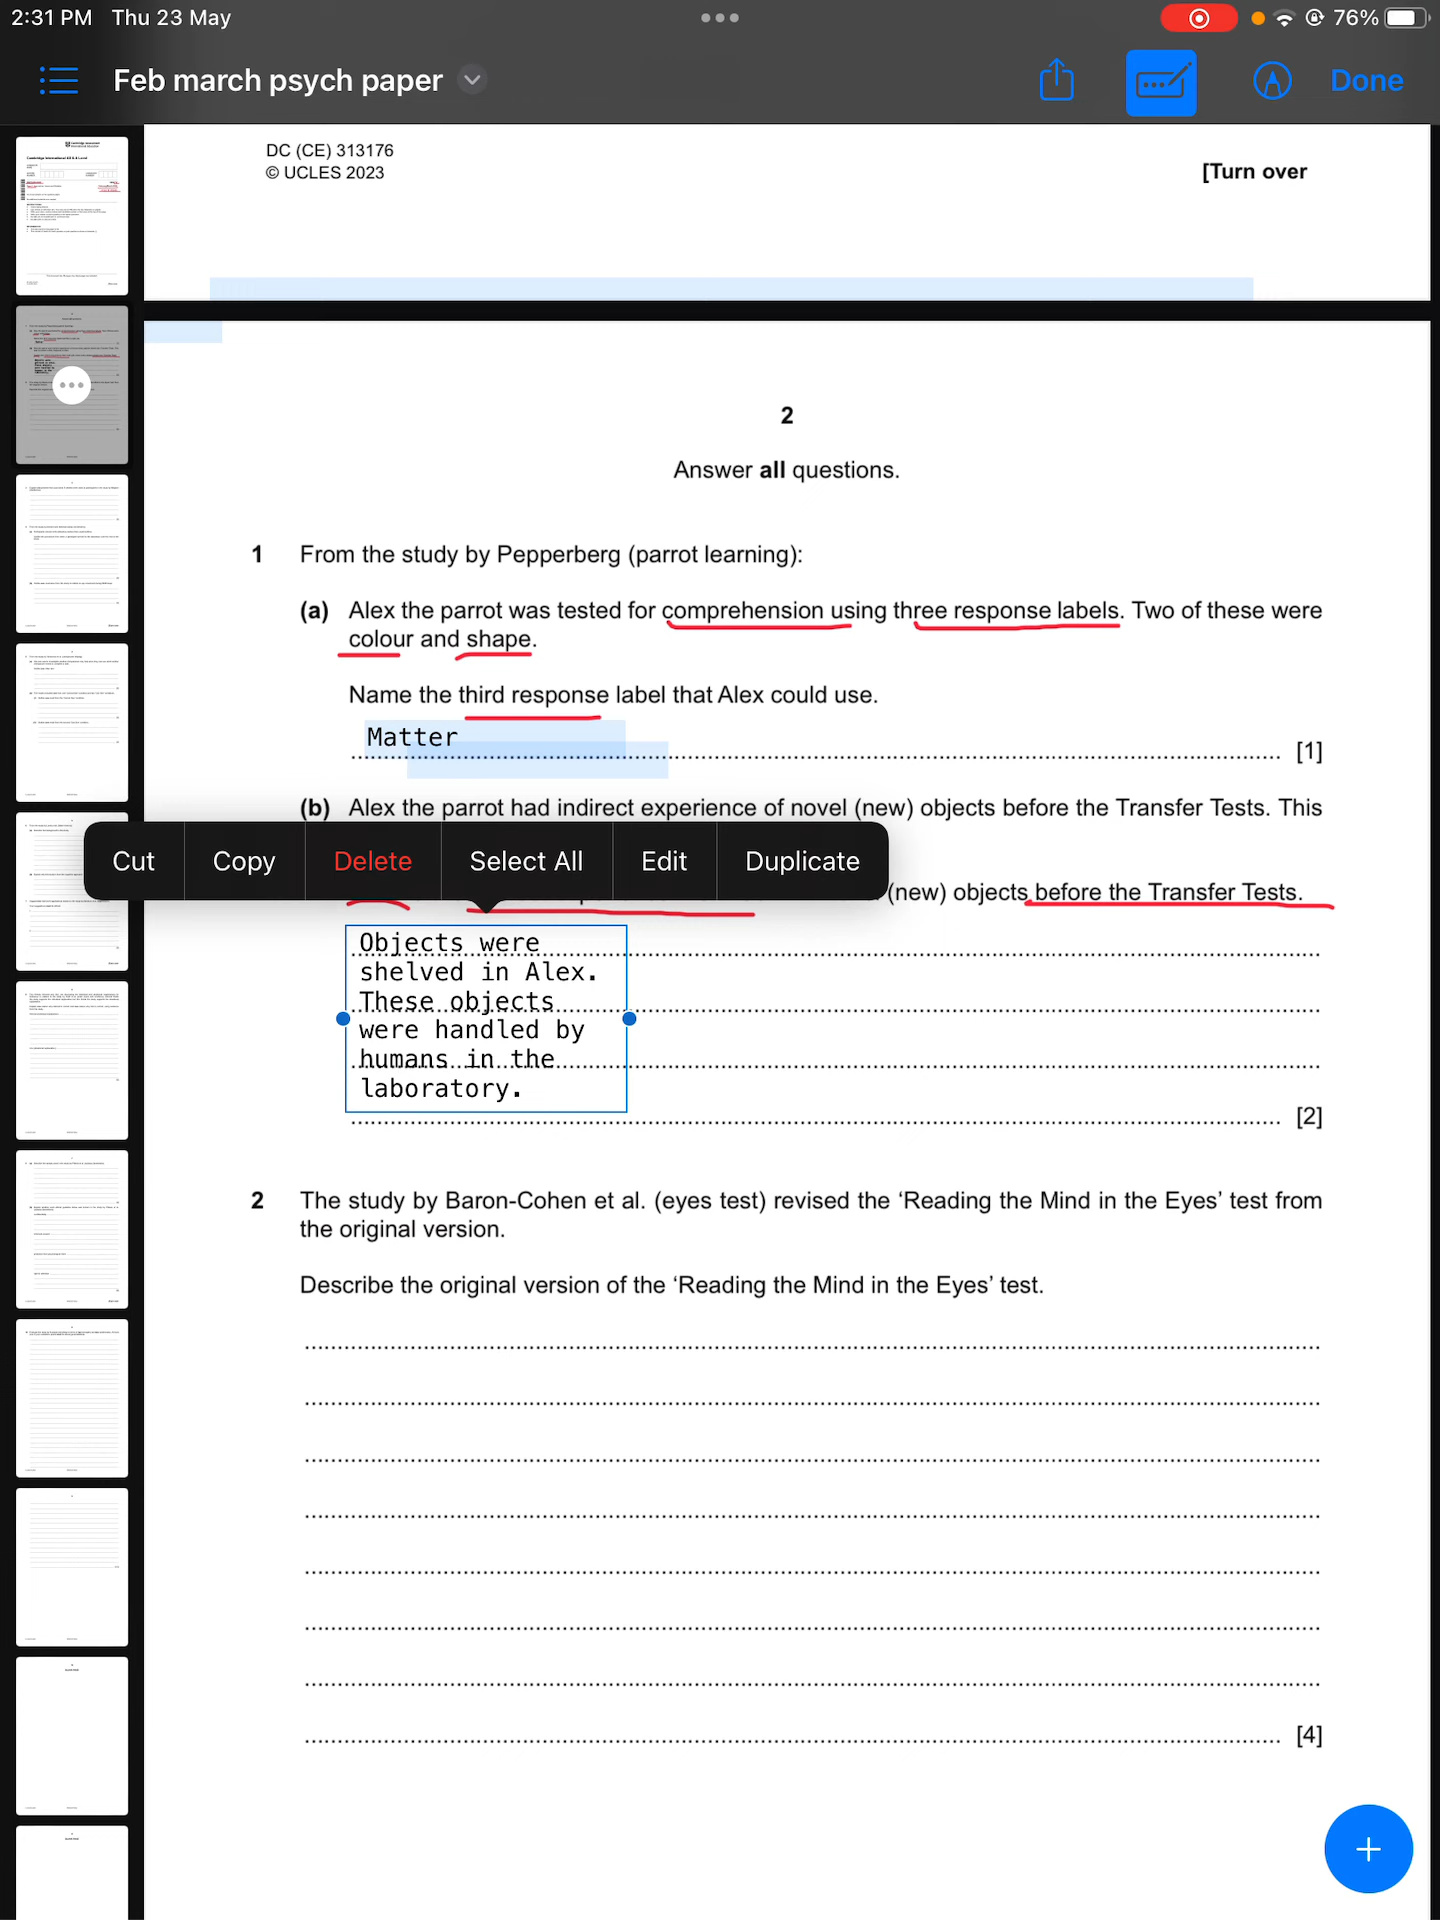 2:31 PM Thu 23 May
76%
Feb march psych paper
Done
DC (CE) 313176
© UCLES 2023
[Turn over
2
Answer all questions.
1 From the study by Pepperberg (parrot learning):
(a) Alex the parrot was tested for comprehension using three response labels. Two of these were
colour and shape.
Name the third response label that Alex could use.
Matter
[1]
(b) Alex the parrot had indirect experience of novel (new) objects before the Transfer Tests. This
Cut Copy Delete Select All Edit Duplicate
(new) objects before the Transfer Tests.
Objects were
shelved in Alex.
These objects
were handled by
humans in the
laboratory.
[2]
2 The study by Baron-Cohen et al. (eyes test) revised the ‘Reading the Mind in the Eyes’ test from
the original version.
Describe the original version of the ‘Reading the Mind in the Eyes’ test.
[4]